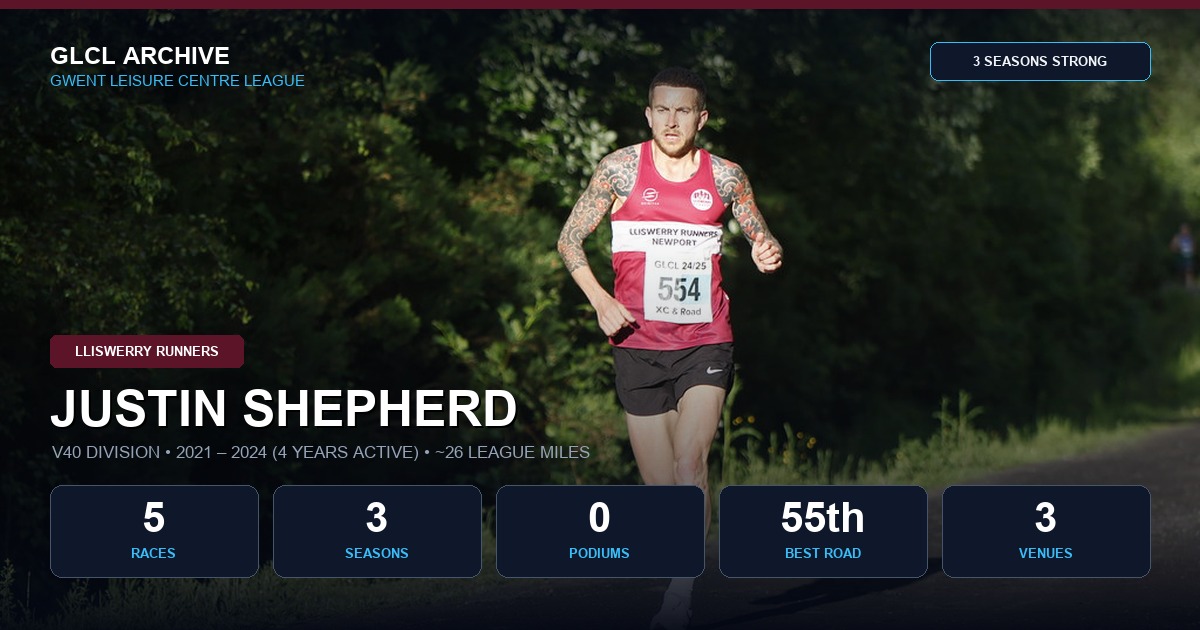 GLCL ARCHIVE
GWENT LEISURE CENTRE LEAGUE
3 SEASONS STRONG
LLISWERRY RUNNERS
NEWPORT
GLCL 24/25
554
XC & Road
LLISWERRY RUNNERS
JUSTIN SHEPHERD
V40 DIVISION • 2021 – 2024 (4 YEARS ACTIVE) • ~26 LEAGUE MILES
5
RACES
3
SEASONS
0
PODIUMS
55th
BEST ROAD
3
VENUES